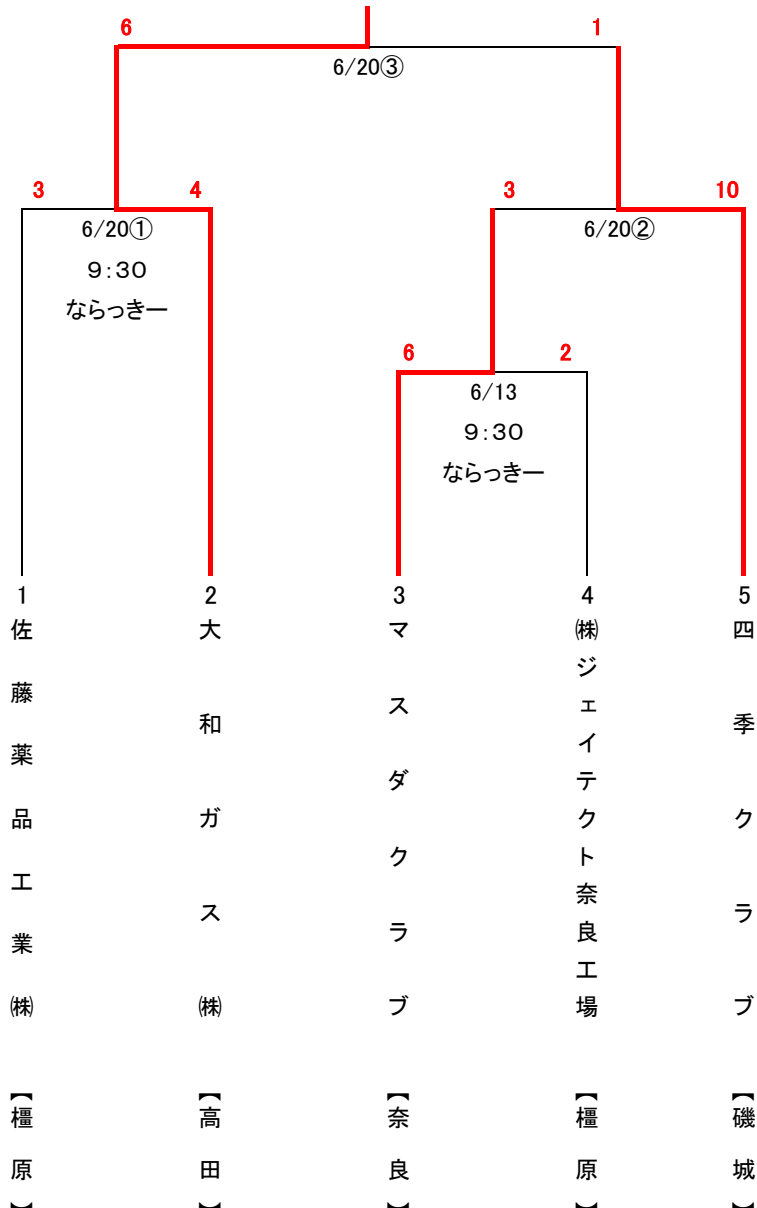 6 1
6/20③
3 4 3 10
6/20① 6/20②
9:30
ならっきー
6 2
6/13
9:30
ならっきー
1 2 3 4 5
佐藤薬品工業㈱【橿原】
大和ガス㈱【高田】
マスダクラブ【奈良】
㈱ジェイテクト奈良工場【橿原】
四季クラブ【磯城】